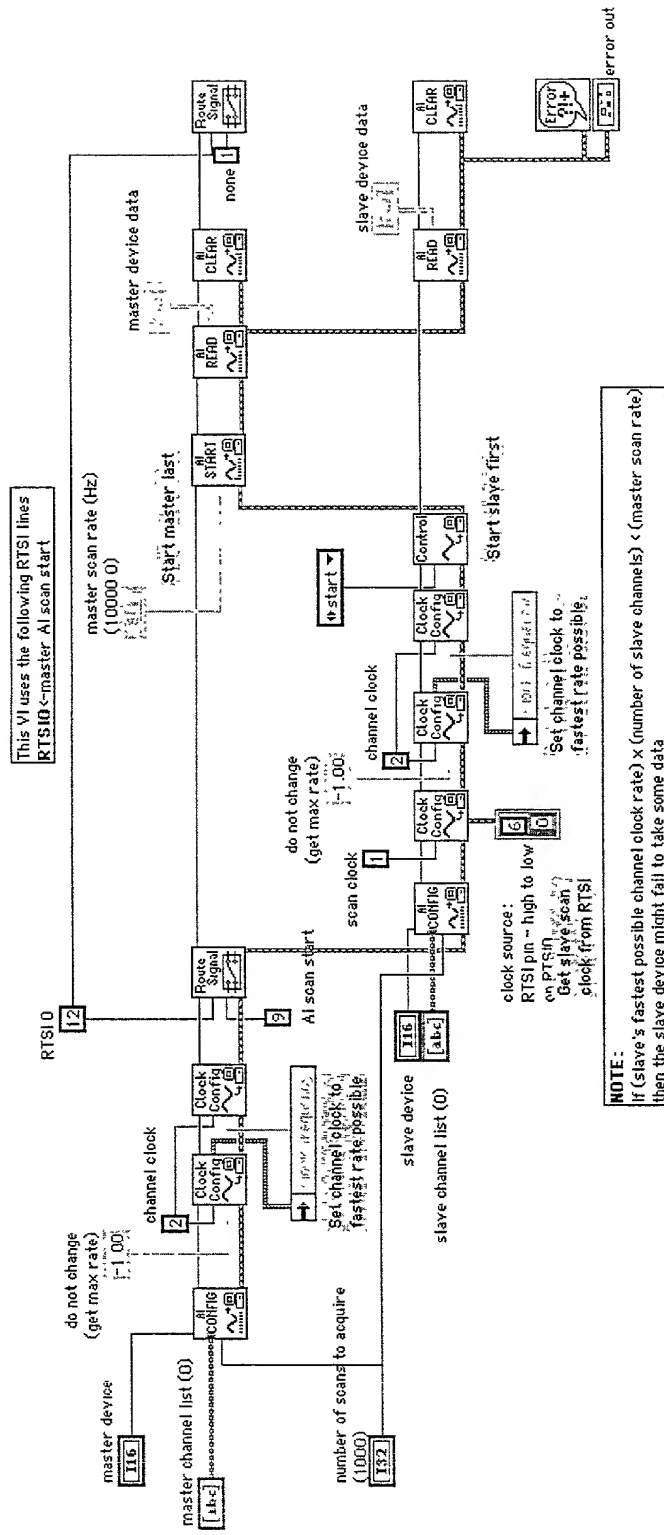 This VI uses the following RTSI lines
RTSI0<-master AI scan start
master device
I16
master channel list (0)
[abc]
number of scans to acquire
(1000)
I32
do not change
(get max rate)
-1.00
AI
CONFIG
channel clock
2
Clock
Config
Clock
Config
Set channel clock to
fastest rate possible
RTSI 0
12
Route
Signal
9
AI scan start
master scan rate (Hz)
(10000.0)
Start master last
AI
START
AI
READ
master device data
AI
CLEAR
Route
Signal
1
none
slave device
I16
[abc]
slave channel list (0)
AI
CONFIG
scan clock
1
Clock
Config
clock source:
RTSI pin - high to low
6
0
Get slave scan
clock from RTSI
do not change
(get max rate)
-1.00
channel clock
2
Clock
Config
Clock
Config
Set channel clock to
fastest rate possible
start
Control
Start slave first
AI
READ
slave device data
AI
CLEAR
Error
?!+
error out
NOTE:
If (slave's fastest possible channel clock rate) x (number of slave channels) < (master scan rate)
then the slave device might fail to take some data